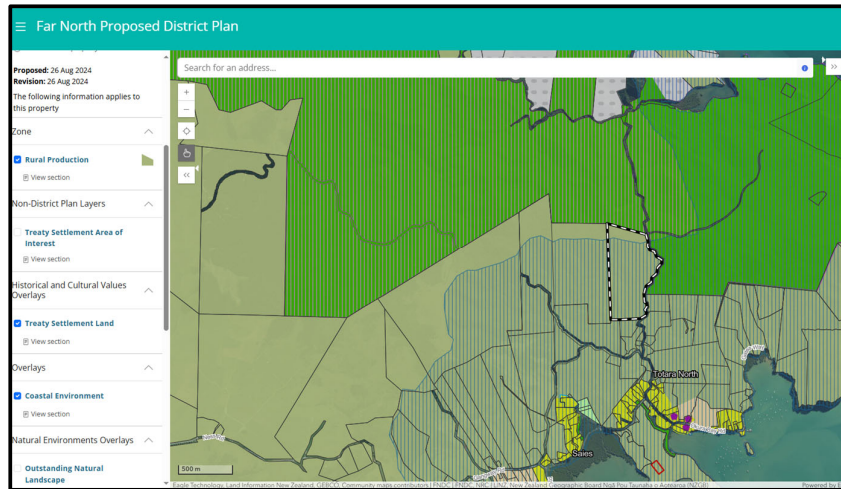 Far North Proposed District Plan
Proposed: 26 Aug 2024
Revision: 26 Aug 2024
The following information applies to
this property
Zone
Rural Production
View section
Non-District Plan Layers
Treaty Settlement Area of
Interest
View section
Historical and Cultural Values
Overlays
Treaty Settlement Land
View section
Overlays
Coastal Environment
View section
Natural Environments Overlays
Outstanding Natural
Landscape
Search for an address...
Totara North
Saies
500 m
Eagle Technology, Land Information New Zealand, GEBCO, Community maps contributors | FNDC | FNDC, NRC | LINZ, New Zealand Geographic Board Ngā Pou Taunaha o Aotearoa (NZGB)
Powered by